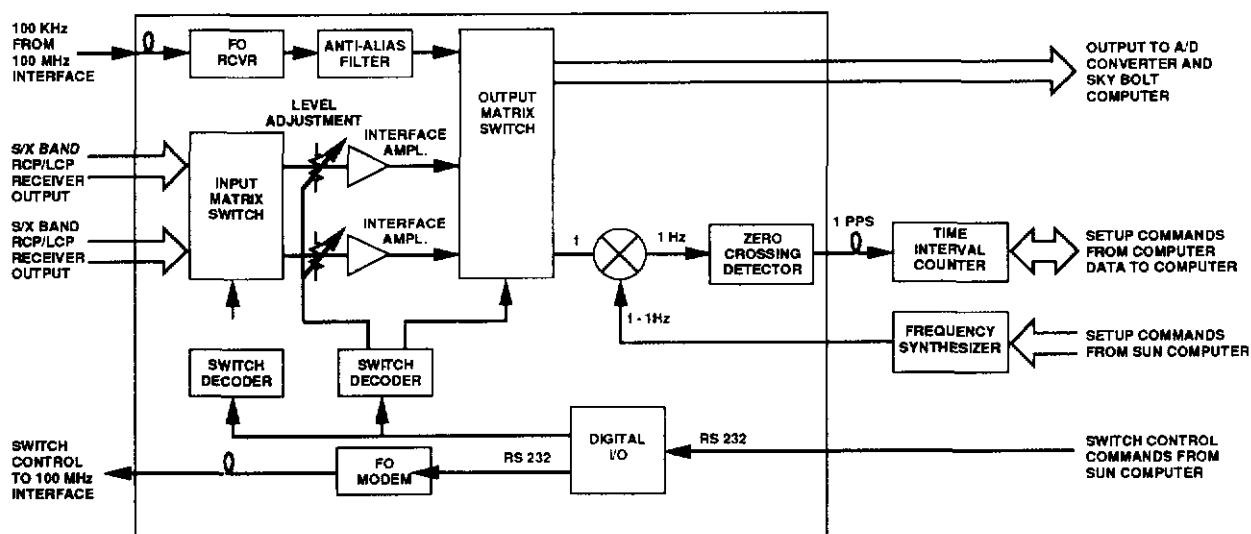 100 KHz
FROM
100 MHz
INTERFACE
FO
RCVR
ANTI-ALIAS
FILTER
OUTPUT
MATRIX
SWITCH
OUTPUT TO A/D
CONVERTER AND
SKY BOLT
COMPUTER
LEVEL
ADJUSTMENT
INTERFACE
AMPL.
S/X BAND
RCP/LCP
RECEIVER
OUTPUT
INPUT
MATRIX
SWITCH
S/X BAND
RCP/LCP
RECEIVER
OUTPUT
INTERFACE
AMPL.
f
1 Hz
ZERO
CROSSING
DETECTOR
1 PPS
TIME
INTERVAL
COUNTER
SETUP COMMANDS
FROM COMPUTER
DATA TO COMPUTER
f - 1Hz
FREQUENCY
SYNTHESIZER
SETUP COMMANDS
FROM SUN COMPUTER
SWITCH
DECODER
SWITCH
DECODER
SWITCH
CONTROL
TO 100 MHz
INTERFACE
FO
MODEM
RS 232
DIGITAL
I/O
RS 232
SWITCH CONTROL
COMMANDS FROM
SUN COMPUTER